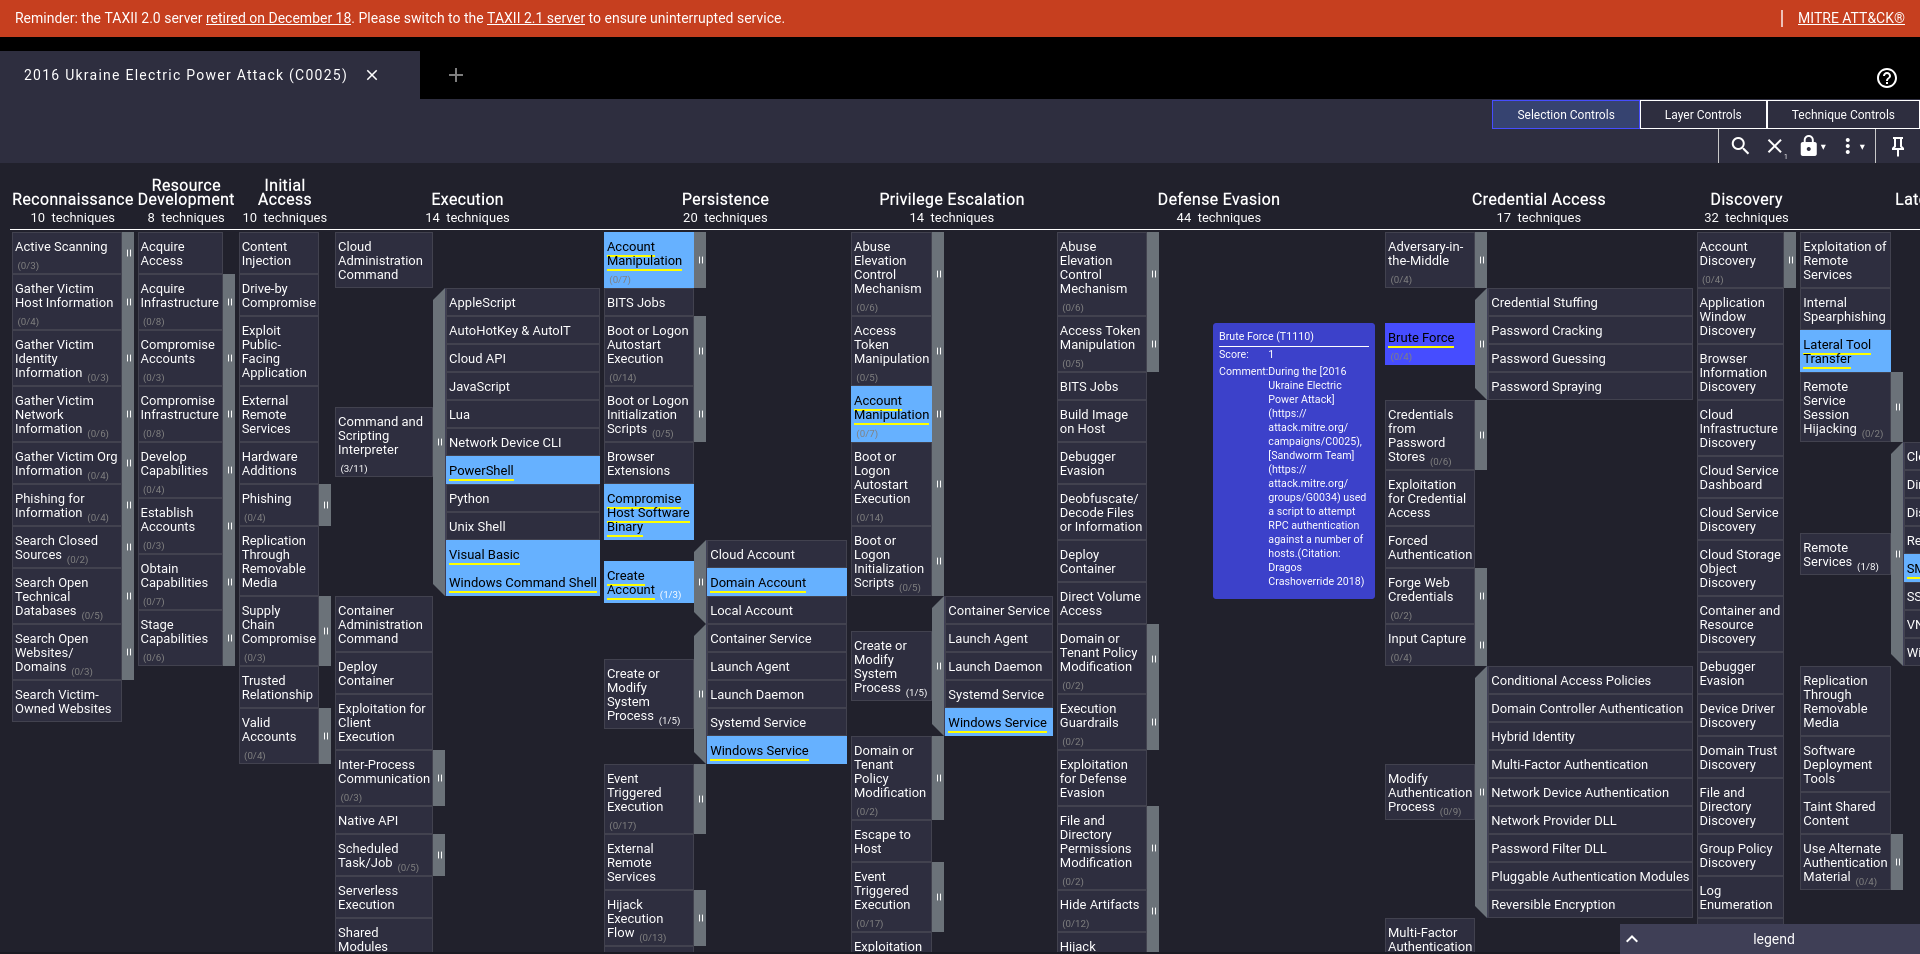 Reminder: the TAXII 2.0 server retired on December 18. Please switch to the TAXII 2.1 server to ensure uninterrupted service.
MITRE ATT&CK®
2016 Ukraine Electric Power Attack (C0025)
Selection Controls
Layer Controls
Technique Controls
1
Reconnaissance
10 techniques
Active Scanning
(0/3)
Gather Victim
Host Information
(0/4)
Gather Victim
Identity
Information (0/3)
Gather Victim
Network
Information (0/6)
Gather Victim Org
Information (0/4)
Phishing for
Information (0/4)
Search Closed
Sources (0/2)
Search Open
Technical
Databases (0/5)
Search Open
Websites/
Domains (0/3)
Search Victim-
Owned Websites
Resource
Development
8 techniques
Acquire
Access
Acquire
Infrastructure
(0/8)
Compromise
Accounts
(0/3)
Compromise
Infrastructure
(0/8)
Develop
Capabilities
(0/4)
Establish
Accounts
(0/3)
Obtain
Capabilities
(0/7)
Stage
Capabilities
(0/6)
Initial
Access
10 techniques
Content
Injection
Drive-by
Compromise
Exploit
Public-
Facing
Application
External
Remote
Services
Hardware
Additions
Phishing
(0/4)
Replication
Through
Removable
Media
Supply
Chain
Compromise
(0/3)
Trusted
Relationship
Valid
Accounts
(0/4)
Execution
14 techniques
Cloud
Administration
Command
Command and
Scripting
Interpreter
(3/11)
AppleScript
AutoHotKey & AutoIT
Cloud API
JavaScript
Lua
Network Device CLI
PowerShell
Python
Unix Shell
Visual Basic
Windows Command Shell
Container
Administration
Command
Deploy
Container
Exploitation for
Client
Execution
Inter-Process
Communication
(0/3)
Native API
Scheduled
Task/Job (0/5)
Serverless
Execution
Shared
Modules
Persistence
20 techniques
Account
Manipulation
(0/7)
BITS Jobs
Boot or Logon
Autostart
Execution
(0/14)
Boot or Logon
Initialization
Scripts (0/5)
Browser
Extensions
Compromise
Host Software
Binary
Create
Account (1/3)
Cloud Account
Domain Account
Local Account
Create or
Modify
System
Process (1/5)
Container Service
Launch Agent
Launch Daemon
Systemd Service
Windows Service
Event
Triggered
Execution
(0/17)
External
Remote
Services
Hijack
Execution
Flow (0/13)
Privilege Escalation
14 techniques
Abuse
Elevation
Control
Mechanism
(0/6)
Access
Token
Manipulation
(0/5)
Account
Manipulation
(0/7)
Boot or
Logon
Autostart
Execution
(0/14)
Boot or
Logon
Initialization
Scripts (0/5)
Create or
Modify
System
Process (1/5)
Container Service
Launch Agent
Launch Daemon
Systemd Service
Windows Service
Domain or
Tenant
Policy
Modification
(0/2)
Escape to
Host
Event
Triggered
Execution
(0/17)
Exploitation
Defense Evasion
44 techniques
Abuse
Elevation
Control
Mechanism
(0/6)
Access Token
Manipulation
(0/5)
BITS Jobs
Build Image
on Host
Debugger
Evasion
Deobfuscate/
Decode Files
or Information
Deploy
Container
Direct Volume
Access
Domain or
Tenant Policy
Modification
(0/2)
Execution
Guardrails
(0/2)
Exploitation
for Defense
Evasion
File and
Directory
Permissions
Modification
(0/2)
Hide Artifacts
(0/12)
Hijack
Brute Force (T1110)
Score: 1
Comment: During the [2016
Ukraine Electric
Power Attack]
(https://
attack.mitre.org/
campaigns/C0025),
[Sandworm Team]
(https://
attack.mitre.org/
groups/G0034) used
a script to attempt
RPC authentication
against a number of
hosts.(Citation:
Dragos
Crashoverride 2018)
Credential Access
17 techniques
Adversary-in-
the-Middle
(0/4)
Brute Force
(0/4)
Credential Stuffing
Password Cracking
Password Guessing
Password Spraying
Credentials
from
Password
Stores (0/6)
Exploitation
for Credential
Access
Forced
Authentication
Forge Web
Credentials
(0/2)
Input Capture
(0/4)
Modify
Authentication
Process (0/9)
Conditional Access Policies
Domain Controller Authentication
Hybrid Identity
Multi-Factor Authentication
Network Device Authentication
Network Provider DLL
Password Filter DLL
Pluggable Authentication Modules
Reversible Encryption
Multi-Factor
Authentication
Discovery
32 techniques
Account
Discovery
(0/4)
Application
Window
Discovery
Browser
Information
Discovery
Cloud
Infrastructure
Discovery
Cloud Service
Dashboard
Cloud Service
Discovery
Cloud Storage
Object
Discovery
Container and
Resource
Discovery
Debugger
Evasion
Device Driver
Discovery
Domain Trust
Discovery
File and
Directory
Discovery
Group Policy
Discovery
Log
Enumeration
Late
Exploitation of
Remote
Services
Internal
Spearphishing
Lateral Tool
Transfer
Remote
Service
Session
Hijacking (0/2)
Remote
Services (1/8)
Clo
Dir
Dis
Re
SM
SS
VN
Wi
Replication
Through
Removable
Media
Software
Deployment
Tools
Taint Shared
Content
Use Alternate
Authentication
Material (0/4)
legend